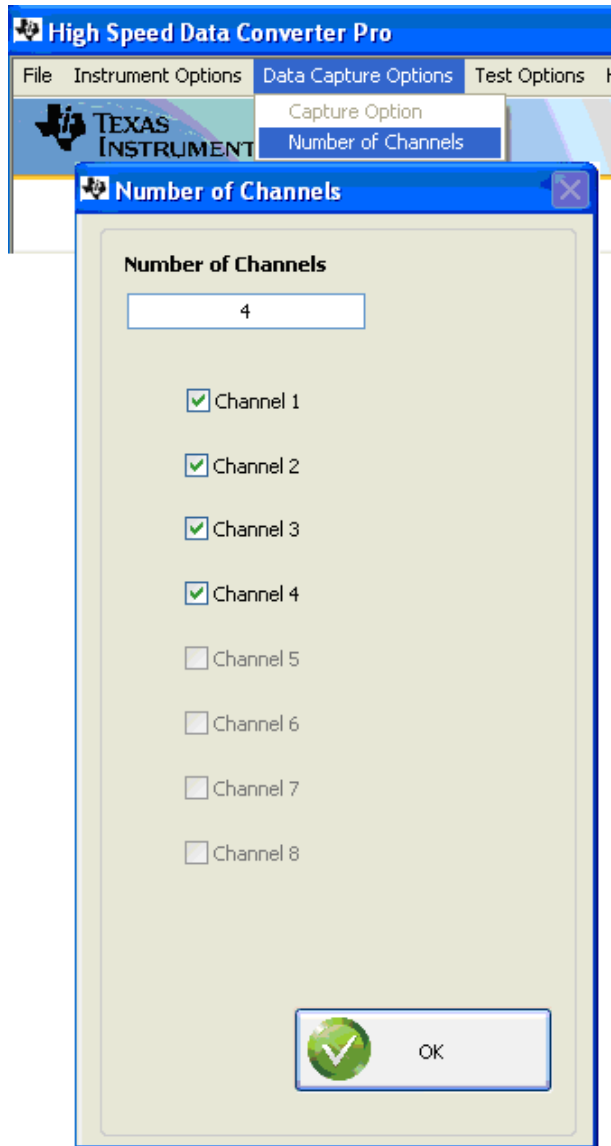 High Speed Data Converter Pro
File Instrument Options Data Capture Options Test Options
TEXAS
INSTRUMENT
Capture Option
Number of Channels
Number of Channels
Number of Channels
4
Channel 1
Channel 2
Channel 3
Channel 4
Channel 5
Channel 6
Channel 7
Channel 8
OK